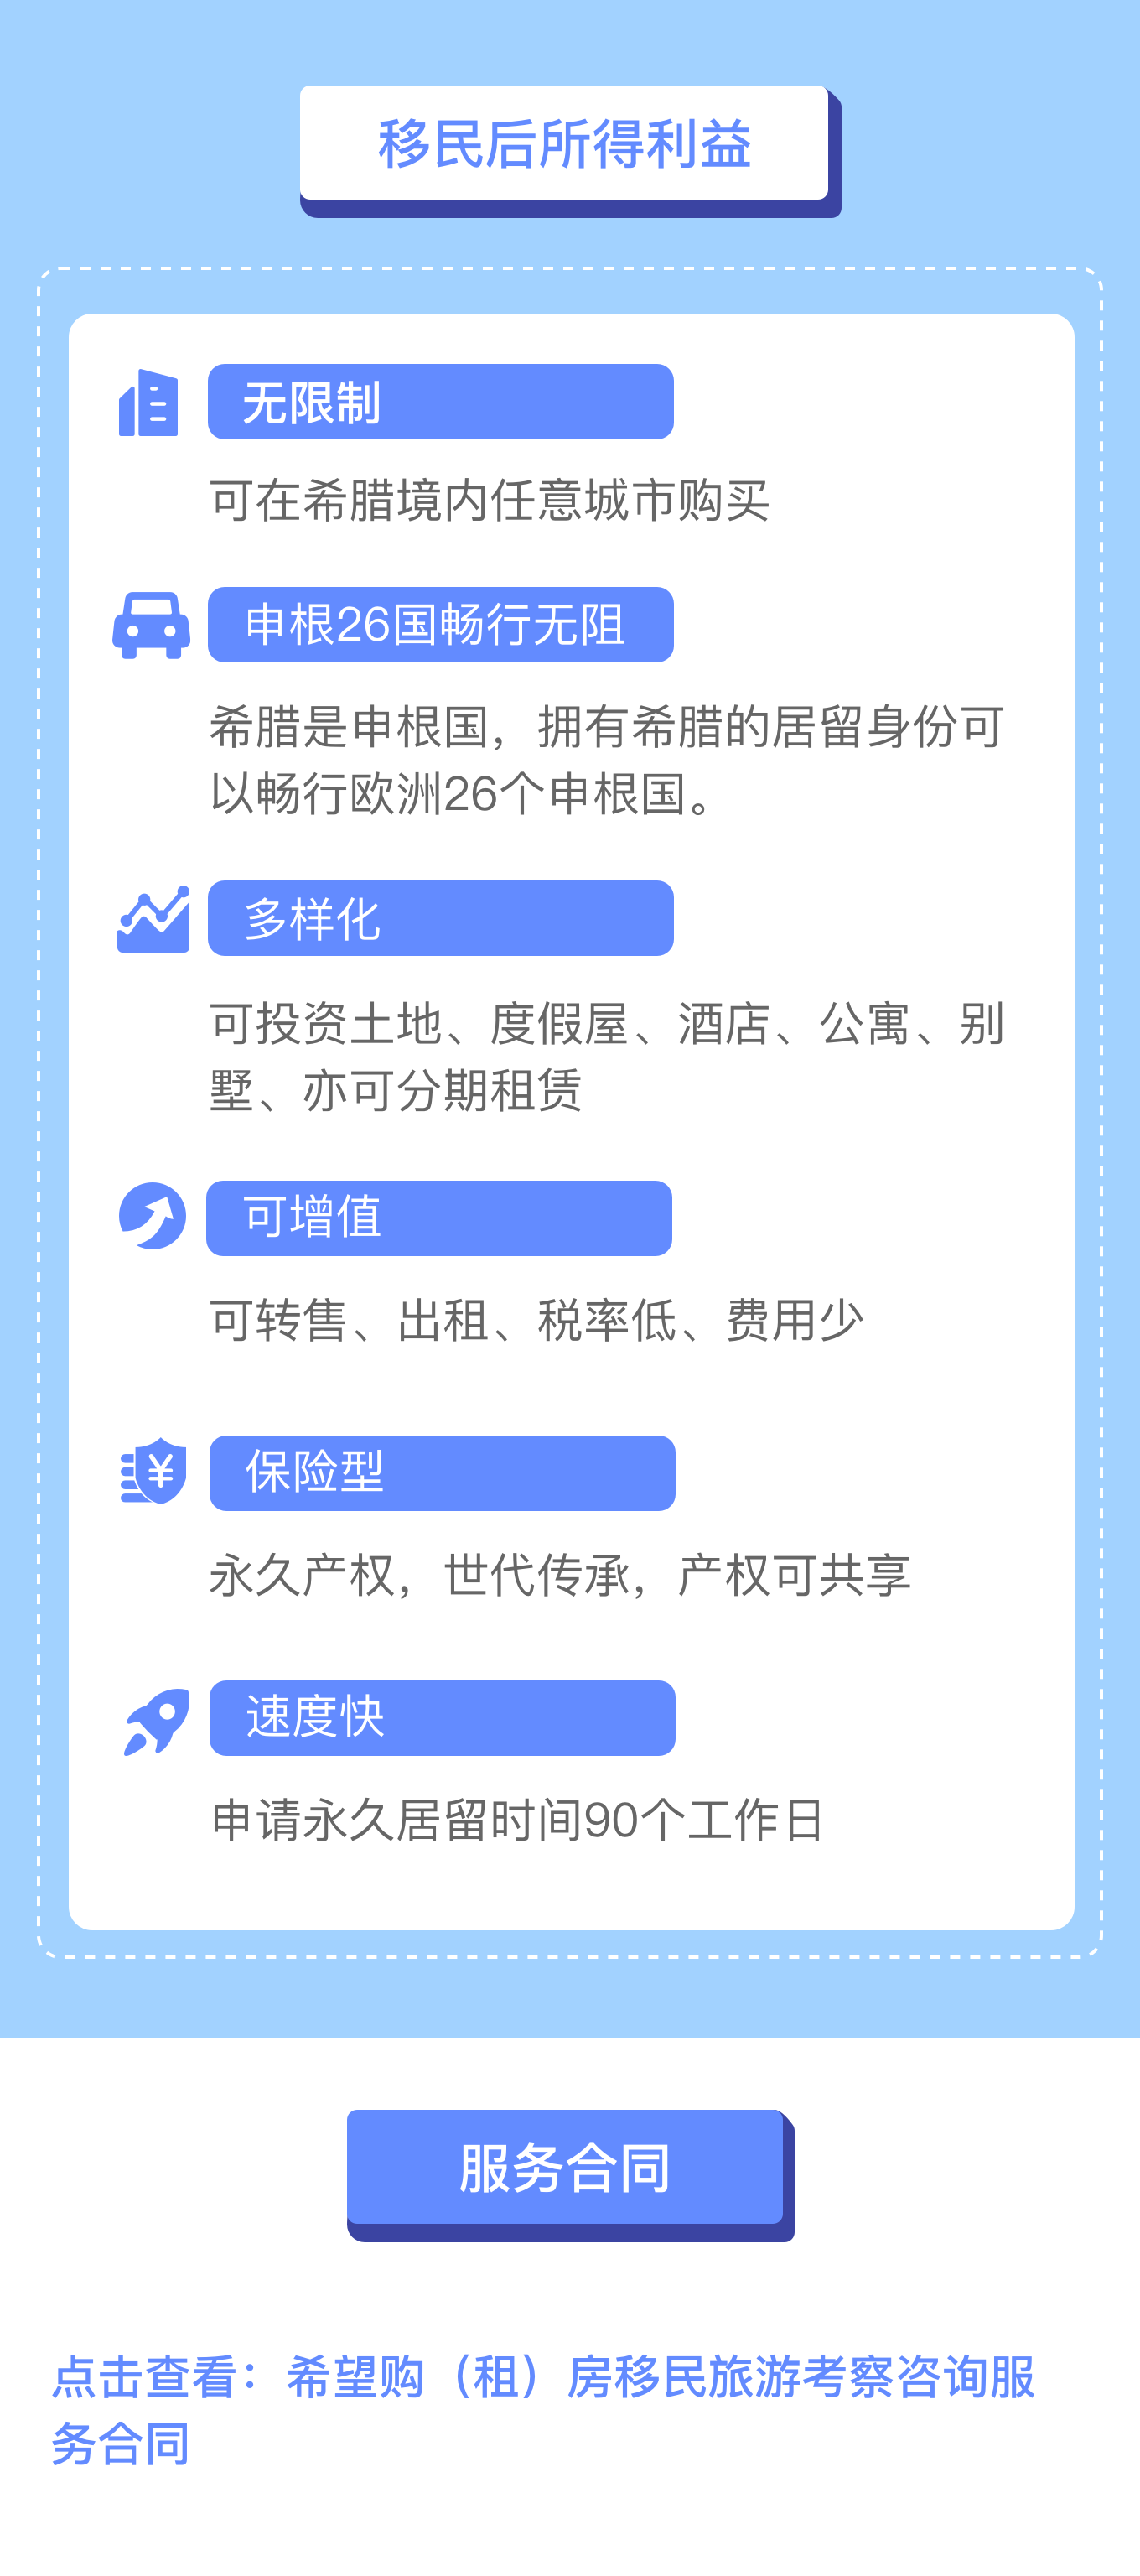 移民后所得利益
无限制
可在希腊境内任意城市购买
申根26国畅行无阻
希腊是申根国，拥有希腊的居留身份可
以畅行欧洲26个申根国。
多样化
可投资土地、度假屋、酒店、公寓、别
墅、亦可分期租赁
可增值
可转售、出租、税率低、费用少
保险型
永久产权，世代传承，产权可共享
速度快
申请永久居留时间90个工作日
服务合同
点击查看：希望购（租）房移民旅游考察咨询服
务合同